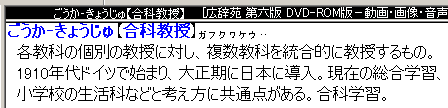 ごうか‐きょうじゅ【合科教授】 [広辞苑 第六版 DVD-ROM版－動画・画像・音声
ごうか‐きょうじゅ【合科教授】ガフクワケウ‥
各教科の個別の教授に対し、複数教科を統合的に教授するもの。
1910年代ドイツで始まり、大正期に日本に導入。現在の総合学習、
小学校の生活科などと考え方に共通点がある。合科学習。